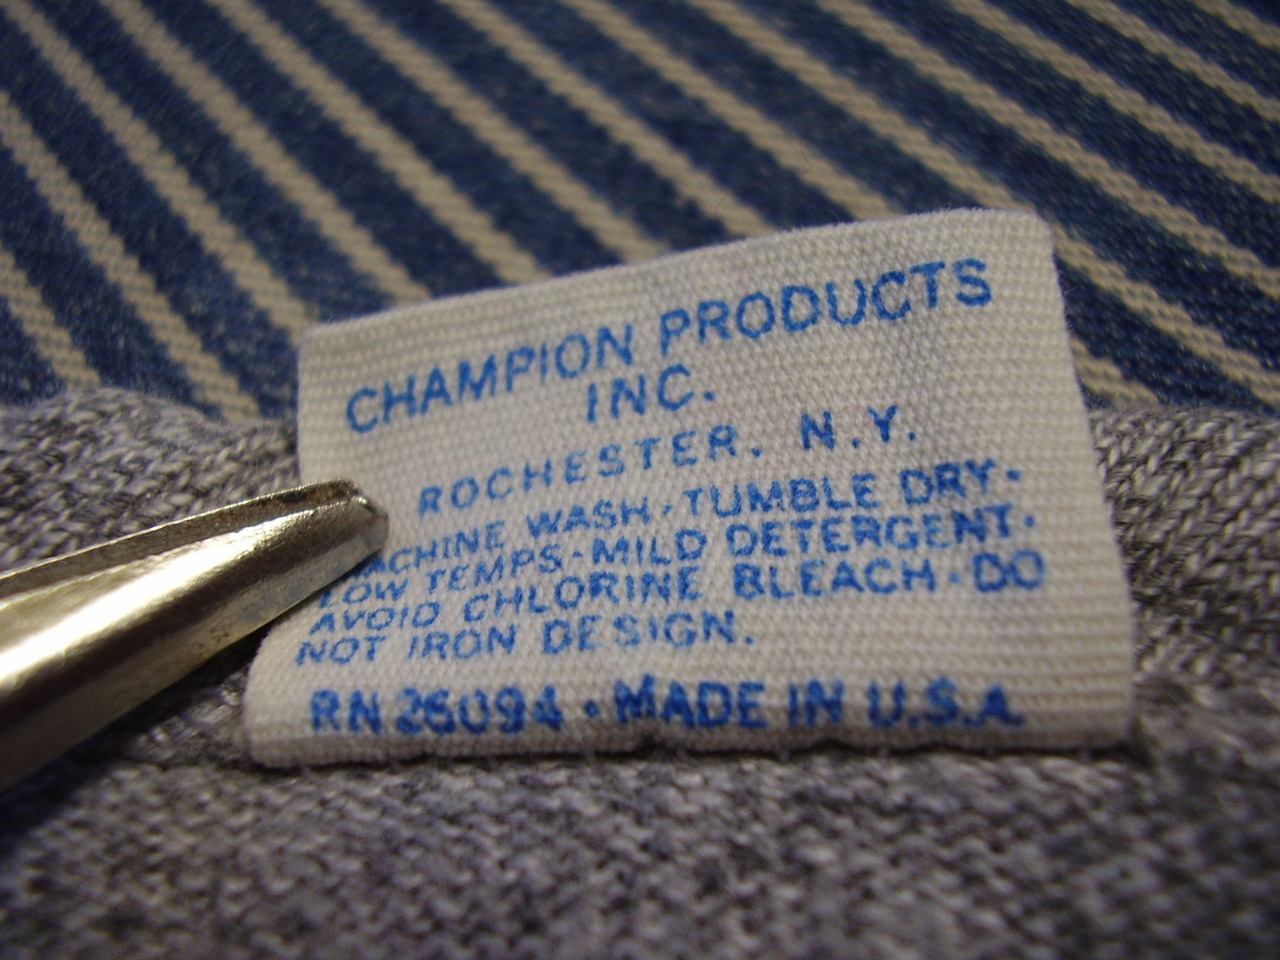 CHAMPION PRODUCTS
INC.
ROCHESTER, N.Y.
MACHINE WASH·TUMBLE DRY·
LOW TEMPS·MILD DETERGENT·
AVOID CHLORINE BLEACH·DO
NOT IRON DESIGN.
RN 26094·MADE IN U.S.A.